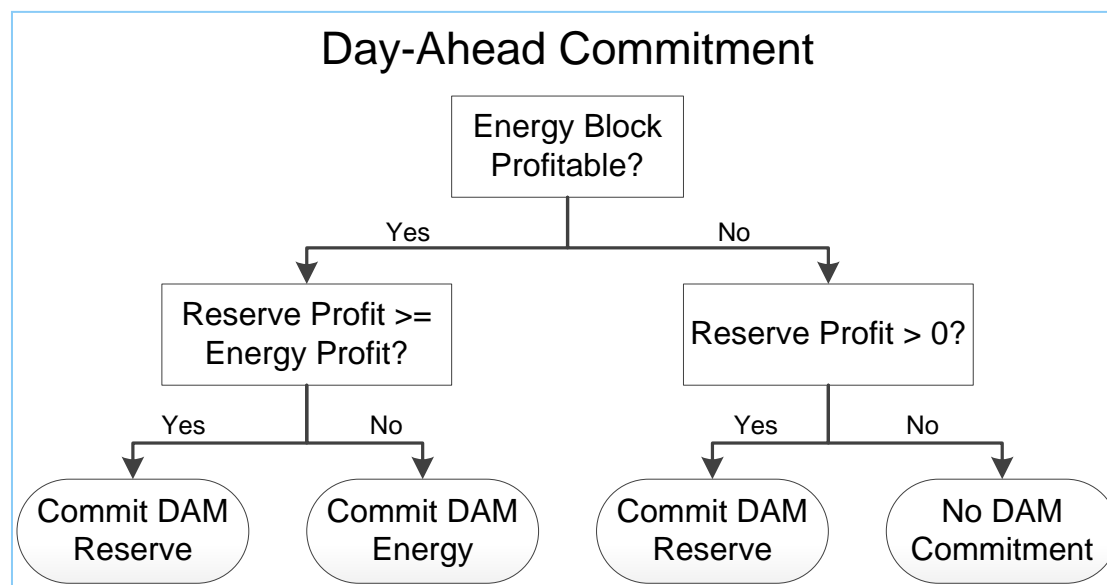 Day-Ahead Commitment
Energy Block
Profitable?
Yes
No
Reserve Profit >=
Energy Profit?
Reserve Profit > 0?
Yes
No
Yes
No
Commit DAM
Reserve
Commit DAM
Energy
Commit DAM
Reserve
No DAM
Commitment